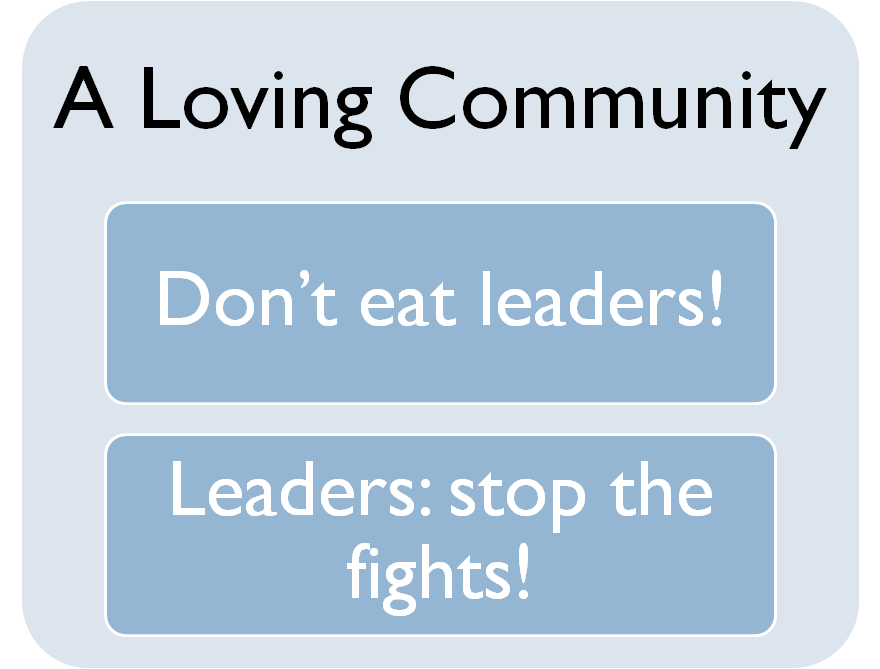 A Loving Community
Don’t eat leaders!
Leaders: stop the
fights!